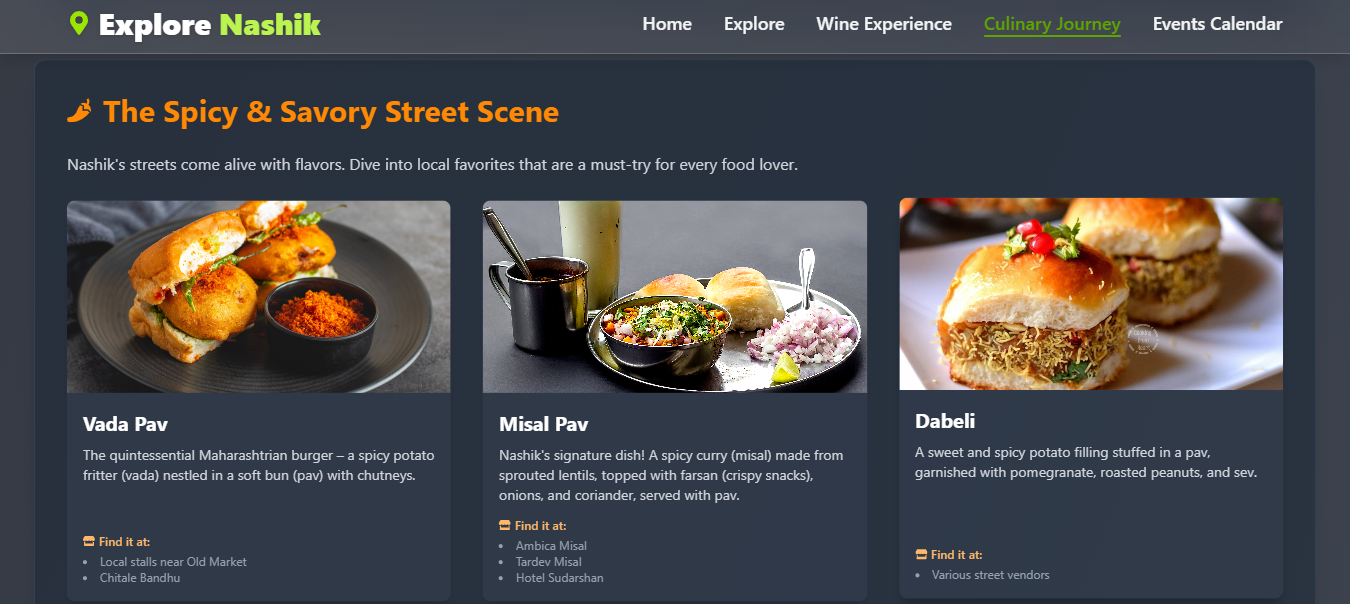 Explore Nashik
Home
Explore
Wine Experience
Culinary Journey
Events Calendar
The Spicy & Savory Street Scene
Nashik's streets come alive with flavors. Dive into local favorites that are a must-try for every food lover.
Vada Pav
The quintessential Maharashtrian burger – a spicy potato
fritter (vada) nestled in a soft bun (pav) with chutneys.
Find it at:
Local stalls near Old Market
Chitale Bandhu
Misal Pav
Nashik's signature dish! A spicy curry (misal) made from
sprouted lentils, topped with farsan (crispy snacks),
onions, and coriander, served with pav.
Find it at:
Ambica Misal
Tardev Misal
Hotel Sudarshan
Dabeli
A sweet and spicy potato filling stuffed in a pav,
garnished with pomegranate, roasted peanuts, and sev.
Find it at:
Various street vendors